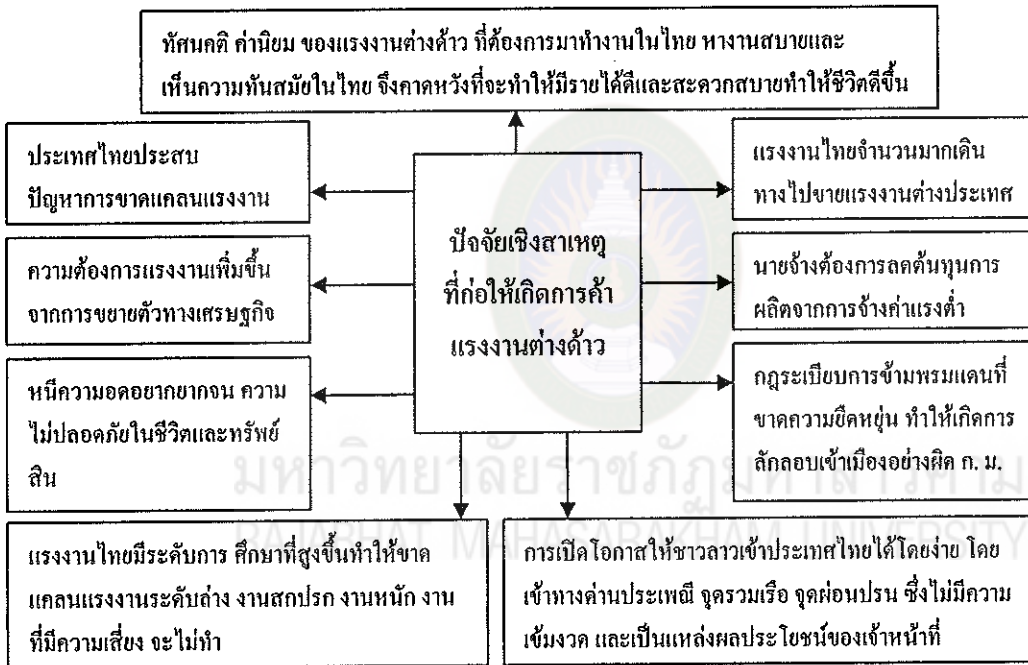 ทัศนคติ ค่านิยม ของแรงงานต่างด้าว ที่ต้องการมาทำงานในไทย หางานสบายและ
เห็นความทันสมัยในไทย จึงคาดหวังที่จะทำให้มีรายได้ดีและสะดวกสบายทำให้ชีวิตดีขึ้น
ประเทศไทยประสบ
ปัญหาการขาดแคลนแรงงาน
ความต้องการแรงงานเพิ่มขึ้น
จากการขยายตัวทางเศรษฐกิจ
หนีความอดอยากยากจน ความ
ไม่ปลอดภัยในชีวิตและทรัพย์
สิน
ปัจจัยเชิงสาเหตุ
ที่ก่อให้เกิดการค้า
แรงงานต่างด้าว
แรงงานไทยจำนวนมากเดิน
ทางไปขายแรงงานต่างประเทศ
นายจ้างต้องการลดต้นทุนการ
ผลิตจากการจ้างค่าแรงต่ำ
กฎระเบียบการข้ามพรมแดนที่
ขาดความยืดหยุ่น ทำให้เกิดการ
ลักลอบเข้าเมืองอย่างผิด ก. ม.
มหาวิทยาลัยราชภัฏมหาสารคาม
RAJABHAT MAHASARAKHAM UNIVERSITY
แรงงานไทยมีระดับการ ศึกษาที่สูงขึ้นทำให้ขาด
แคลนแรงงานระดับล่าง งานสกปรก งานหนัก งาน
ที่มีความเสี่ยง จะไม่ทำ
การเปิดโอกาสให้ชาวลาวเข้าประเทศไทยได้โดยง่าย โดย
เข้าทางด่านประเพณี จุดรวมเรือ จุดผ่อนปรน ซึ่งไม่มีความ
เข้มงวด และเป็นแหล่งผลประโยชน์ของเจ้าหน้าที่